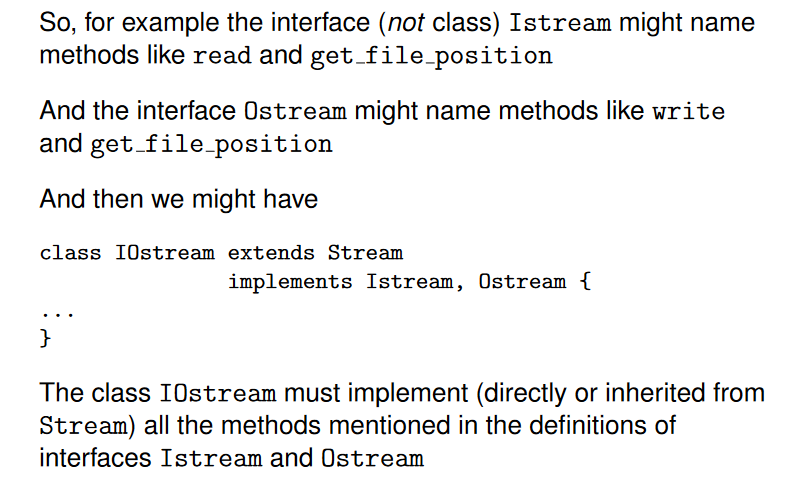 So, for example the interface (not class) Istream might name
methods like read and get_file_position
And the interface Ostream might name methods like write
and get_file_position
And then we might have
class IOstream extends Stream
implements Istream, Ostream {
...
}
The class IOstream must implement (directly or inherited from
Stream) all the methods mentioned in the definitions of
interfaces Istream and Ostream